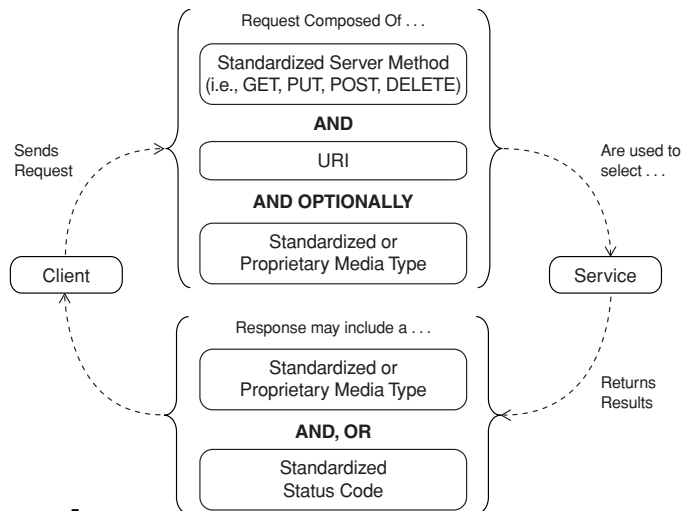 Request Composed Of . . .
Standardized Server Method
(i.e., GET, PUT, POST, DELETE)
AND
URI
AND OPTIONALLY
Standardized or
Proprietary Media Type
Sends
Request
Are used to
select . . .
Client
Service
Response may include a . . .
Standardized or
Proprietary Media Type
AND, OR
Standardized
Status Code
Returns
Results